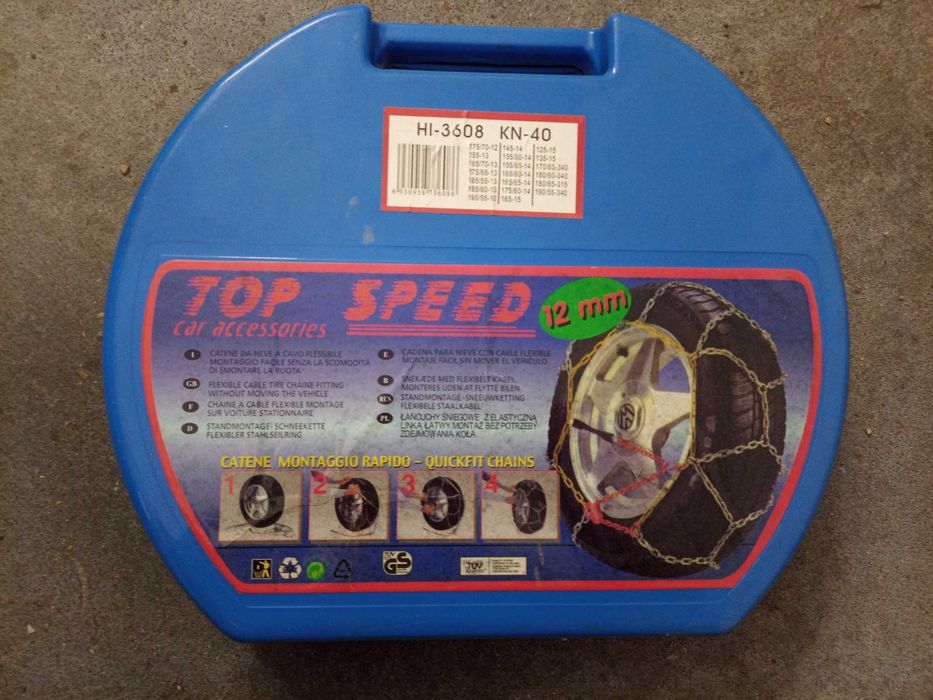 HI-3608 KN-40
175/70-12 145-14 125-15
155-13 155/60-14 135-15
165/70-13 155/65-14 170/65-340
175/65-13 165/60-14 180/60-340
185/55-13 165/65-14 180/65-315
185/60-13 175/60-14 190/55-340
195/55-13 165-15
6 930958 736086
TOP SPEED
car accessories
12 mm
I CATENE DA NEVE A CAVO FLESSIBILE
MONTAGGIO FACILE SENZA LA SCOMODITA
DI SMONTARE LA RUOTA
GB FLEXIBLE CABLE TIRE CHAINE FITTING
WITHOUT MOVING THE VEHICLE
F CHAINE A CABLE FLEXIBLE MONTAGE
SUR VOITURE STATIONNAIRE
D STANDMONTAGE- SCHNEEKETTE
FLEXIBLER STAHLSEILRING
E CADENA PARA NIEVE CON CABLE FLEXIBLE
MONTAJE FACIL SIN MOVER EL VEHICULO
B SNEKÆDE MED FLEXIBELT KABEL
MONTERES UDEN AT FLYTTE BILEN
RUS STANDMONTAGE-SNEEUWKETTING
FLEXIBELE STAALKABEL
PL ŁAŃCUCHY ŚNIEGOWE Z ELASTYCZNĄ
LINKĄ ŁATWY MONTAŻ BEZ POTRZEBY
ZDEJMOWANIA KOŁA.
CATENE MONTAGGIO RAPIDO - QUICKFIT CHAINS
1 2 3 4
GS
TÜV